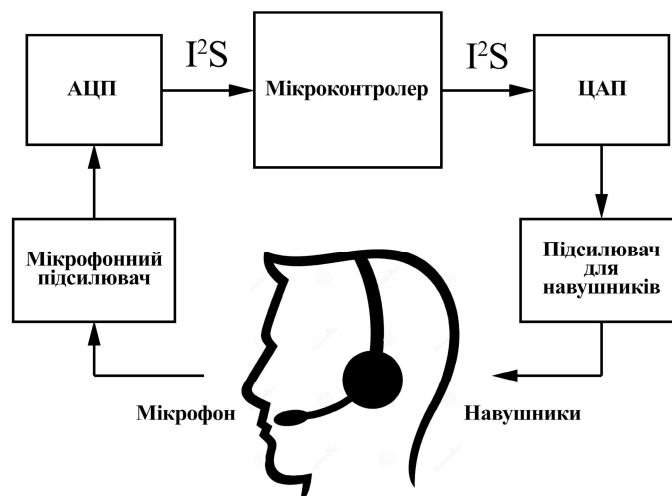 I²S
I²S
АЦП
Мікроконтролер
ЦАП
Мікрофонний
підсилювач
Підсилювач
для
навушників
Мікрофон
Навушники